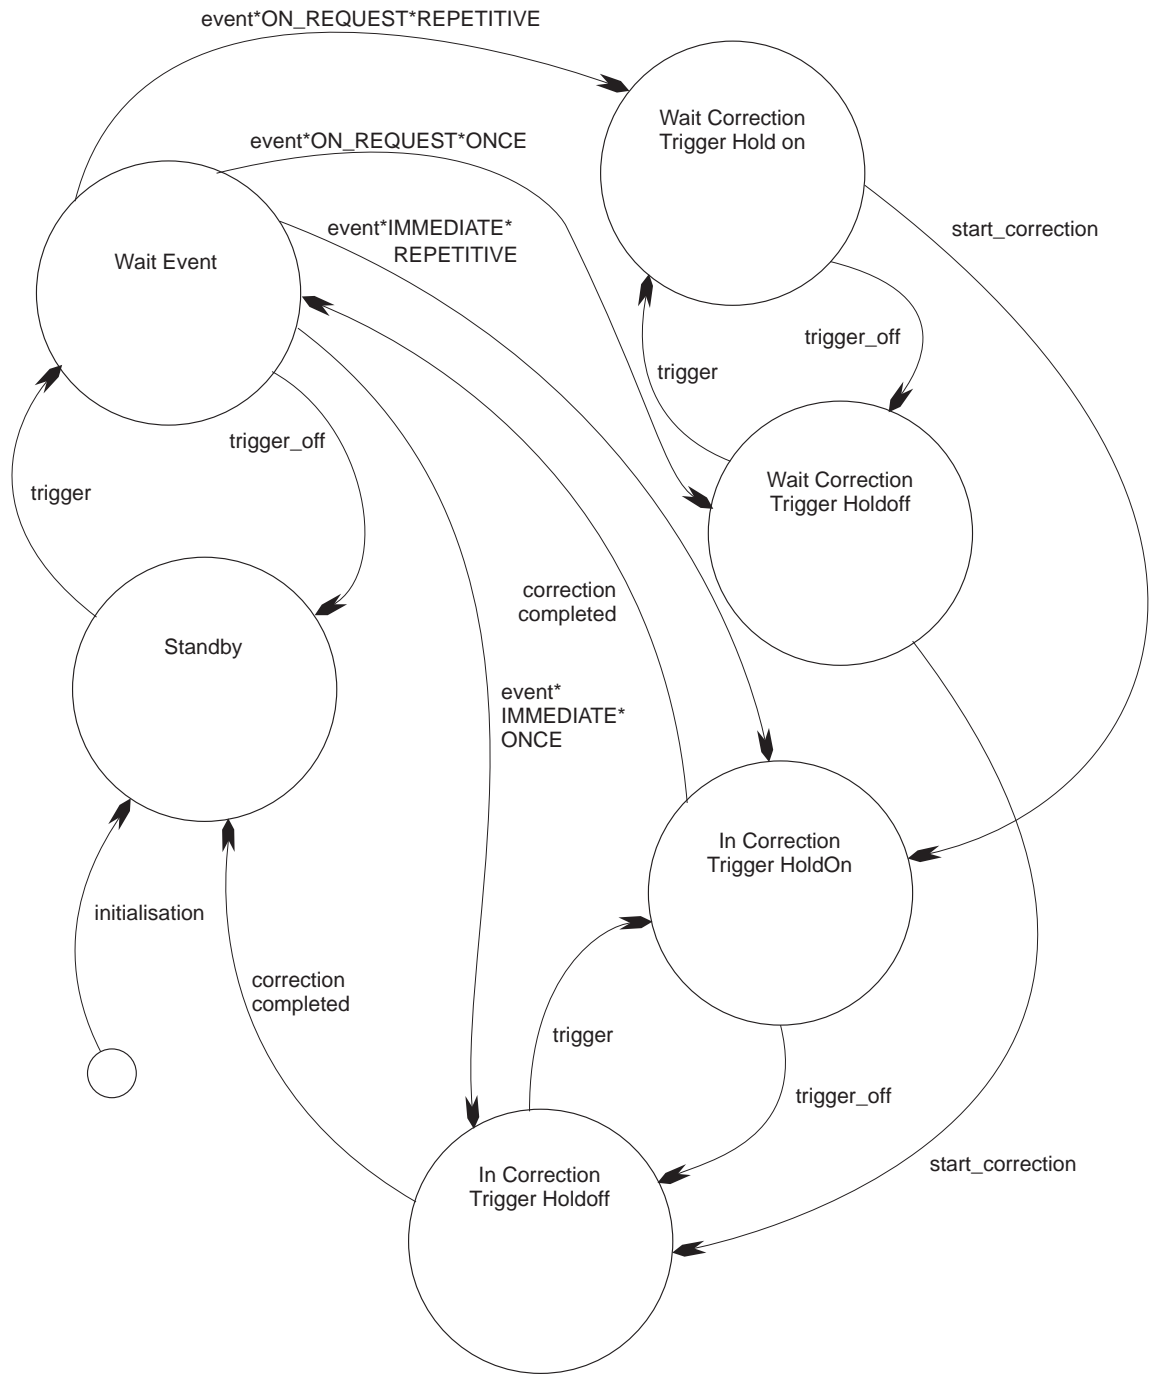 event*ON_REQUEST*REPETITIVE
Wait Correction
Trigger Hold on
event*ON_REQUEST*ONCE
event*IMMEDIATE*
REPETITIVE
start_correction
Wait Event
trigger_off
trigger
trigger_off
trigger
Wait Correction
Trigger Holdoff
correction
completed
Standby
event*
IMMEDIATE*
ONCE
In Correction
Trigger HoldOn
initialisation
correction
completed
trigger
trigger_off
start_correction
In Correction
Trigger Holdoff